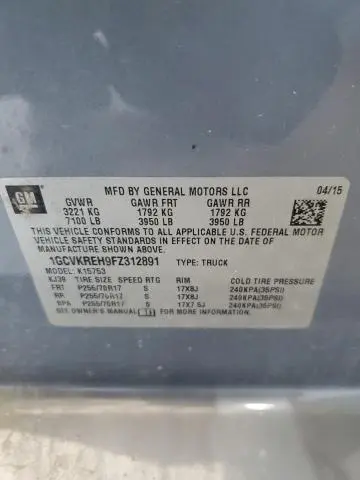 GM
MFD BY GENERAL MOTORS LLC 04/15
GVWR GAWR FRT GAWR RR
3221 KG 1792 KG 1792 KG
7100 LB 3950 LB 3950 LB
THIS VEHICLE CONFORMS TO ALL APPLICABLE U.S. FEDERAL MOTOR
VEHICLE SAFETY STANDARDS IN EFFECT ON THE DATE OF
MANUFACTURE SHOWN ABOVE.
1GCVKREH9FZ312891 TYPE: TRUCK
MODEL: K15753
KJ39 TIRE SIZE SPEED RTG RIM COLD TIRE PRESSURE
FRT P255/70R17 S 17X8J 240KPA(35PSI)
RR P255/70R17 S 17X8J 240KPA(35PSI)
SPA P255/70R17 S 17X7.5J 240KPA(35PSI)
SEE OWNER'S MANUAL FOR MORE INFORMATION.